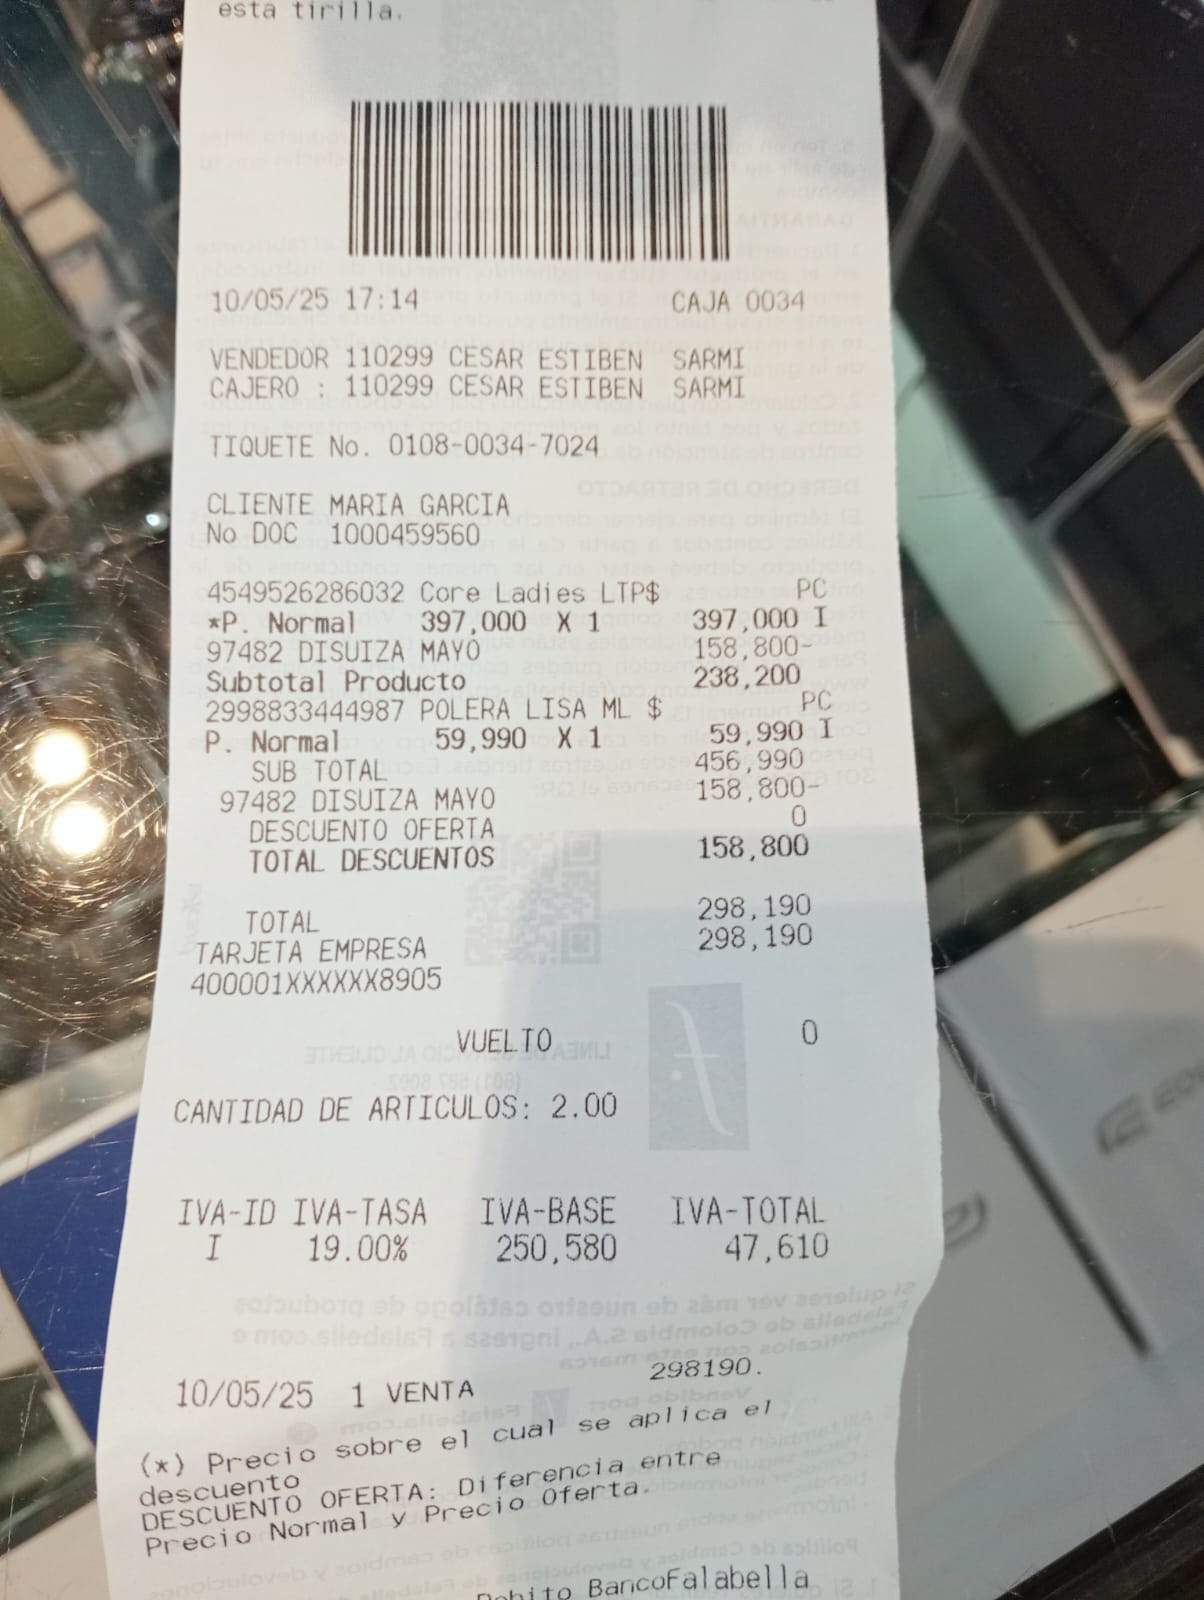 esta tirilla.
10/05/25 17:14 CAJA 0034
VENDEDOR 110299 CESAR ESTIBEN SARMI
CAJERO : 110299 CESAR ESTIBEN SARMI
TIQUETE No. 0108-0034-7024
CLIENTE MARIA GARCIA
No DOC 1000459560
4549526286032 Core Ladies LTP$ PC
*P. Normal 397,000 X 1 397,000 I
97482 DISUIZA MAYO 158,800-
Subtotal Producto 238,200
2998833444987 POLERA LISA ML $ PC
P. Normal 59,990 X 1 59,990 I
SUB TOTAL 456,990
97482 DISUIZA MAYO 158,800-
DESCUENTO OFERTA 0
TOTAL DESCUENTOS 158,800
TOTAL 298,190
TARJETA EMPRESA 298,190
400001XXXXXX8905
VUELTO 0
CANTIDAD DE ARTICULOS: 2.00
IVA-ID IVA-TASA IVA-BASE IVA-TOTAL
I 19.00% 250,580 47,610
10/05/25 1 VENTA 298190.
(*) Precio sobre el cual se aplica el
descuento
DESCUENTO OFERTA: Diferencia entre
Precio Normal y Precio Oferta.
Debito BancoFalabella